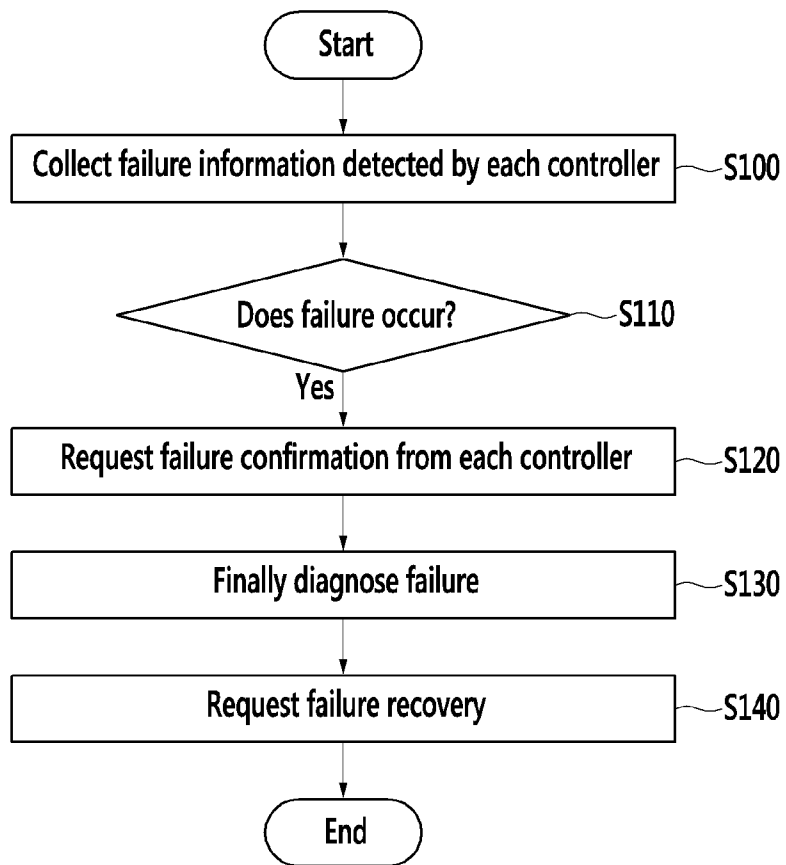 Start
Collect failure information detected by each controller
S100
Does failure occur?
S110
Yes
Request failure confirmation from each controller
S120
Finally diagnose failure
S130
Request failure recovery
S140
End